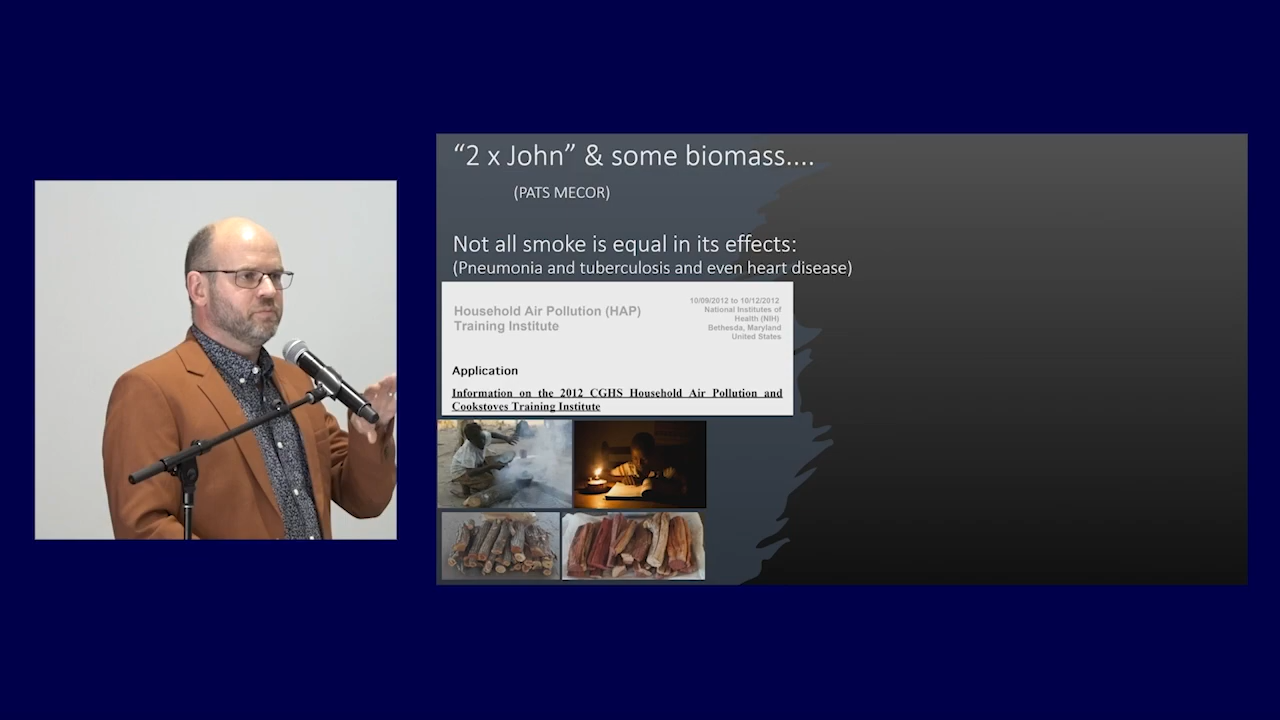 “2 x John” & some biomass....
(PATS MECOR)
Not all smoke is equal in its effects:
(Pneumonia and tuberculosis and even heart disease)
Household Air Pollution (HAP)
Training Institute
10/09/2012 to 10/12/2012
National Institutes of
Health (NIH)
Bethesda, Maryland
United States
Application
Information on the 2012 CGHS Household Air Pollution and
Cookstoves Training Institute